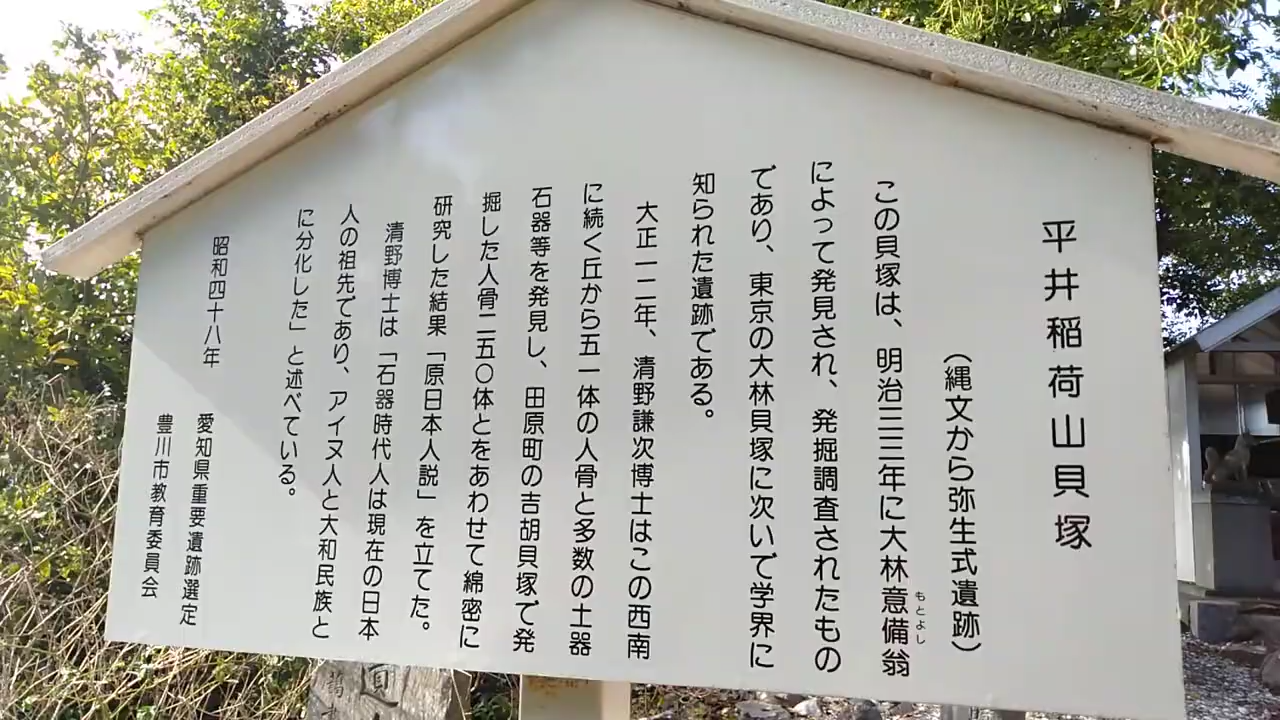 平井稲荷山貝塚
（縄文から弥生式遺跡）
この貝塚は、明治三三年に大林意備翁
もとよし
によって発見され、発掘調査されたもの
であり、東京の大林貝塚に次いで学界に
知られた遺跡である。
大正一二年、清野謙次博士はこの西南
に続く丘から五一体の人骨と多数の土器
石器等を発見し、田原町の吉胡貝塚で発
掘した人骨二五〇体とをあわせて綿密に
研究した結果「原日本人説」を立てた。
清野博士は「石器時代人は現在の日本
人の祖先であり、アイヌ人と大和民族と
に分化した」と述べている。
昭和四十八年
愛知県重要遺跡選定
豊川市教育委員会